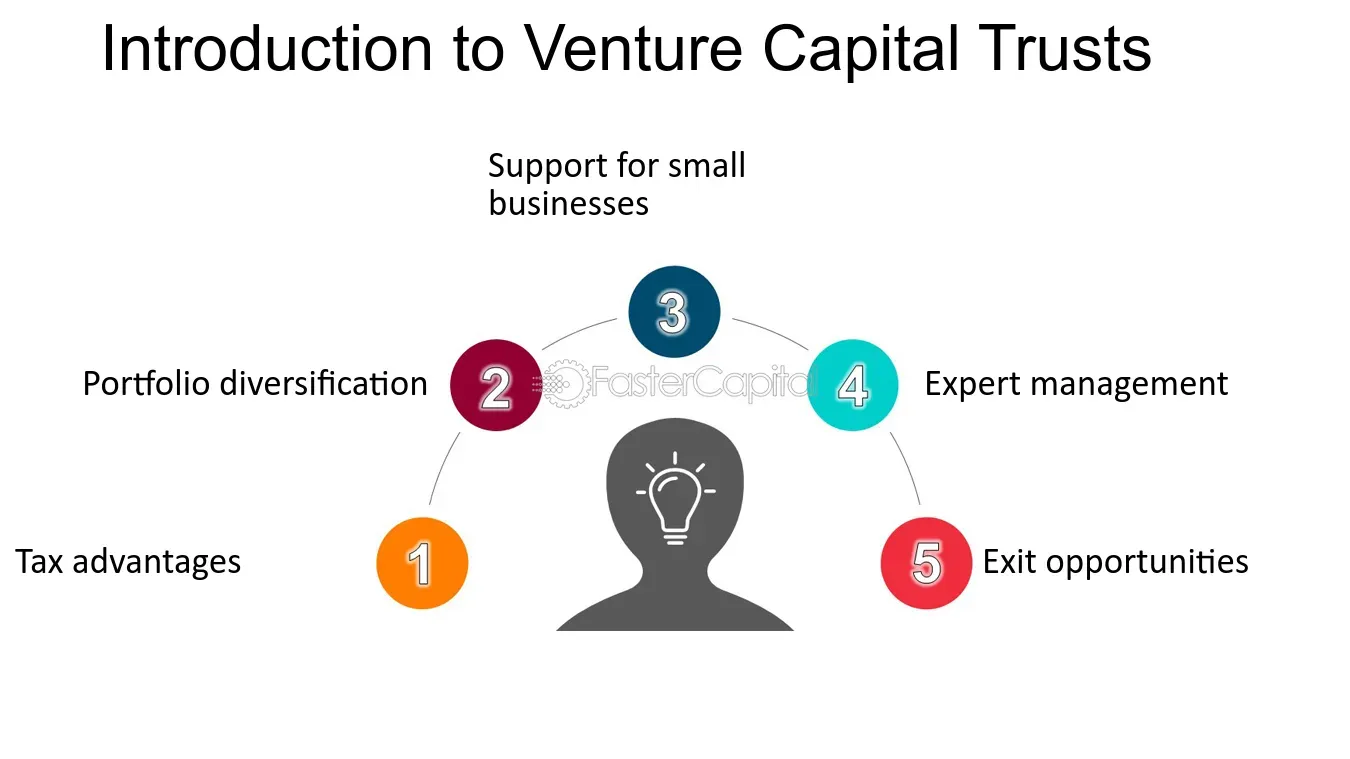 Introduction to Venture Capital Trusts
Support for small
businesses
3
Portfolio diversification
2
FasterCapital
4
Expert management
Tax advantages
1
5
Exit opportunities